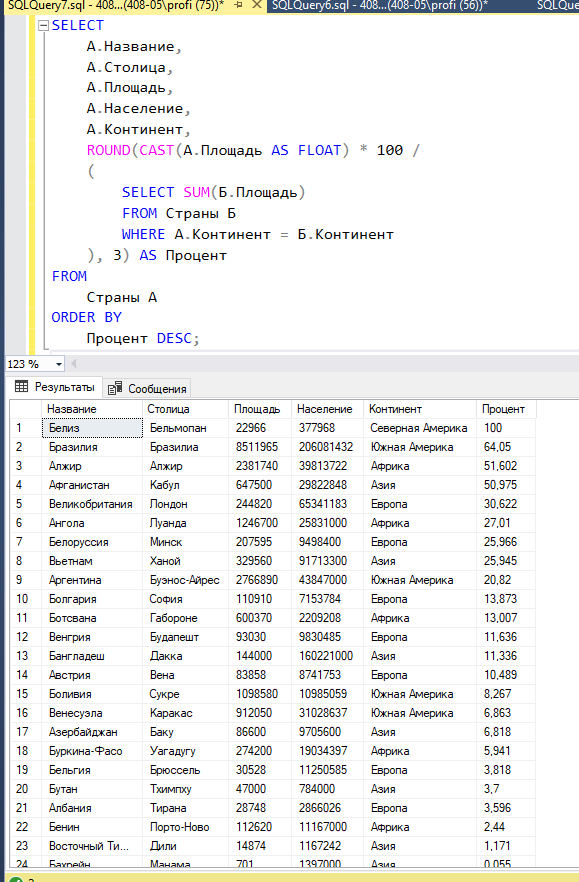 SQLQuery7.sql - 408...(408-05\profi (75))* SQLQuery6.sql - 408...(408-05\profi (56))* SQLQue
SELECT
А.Название,
А.Столица,
А.Площадь,
А.Население,
А.Континент,
ROUND(CAST(А.Площадь AS FLOAT) * 100 /
(
SELECT SUM(Б.Площадь)
FROM Страны Б
WHERE А.Континент = Б.Континент
), 3) AS Процент
FROM
Страны А
ORDER BY
Процент DESC;
123 %
Результаты Сообщения
Название Столица Площадь Население Континент Процент
1 Белиз Бельмопан 22966 377968 Северная Америка 100
2 Бразилия Бразилиа 8511965 206081432 Южная Америка 64,05
3 Алжир Алжир 2381740 39813722 Африка 51,602
4 Афганистан Кабул 647500 29822848 Азия 50,975
5 Великобритания Лондон 244820 65341183 Европа 30,622
6 Ангола Луанда 1246700 25831000 Африка 27,01
7 Белоруссия Минск 207595 9498400 Европа 25,966
8 Вьетнам Ханой 329560 91713300 Азия 25,945
9 Аргентина Буэнос-Айрес 2766890 43847000 Южная Америка 20,82
10 Болгария София 110910 7153784 Европа 13,873
11 Ботсвана Габороне 600370 2209208 Африка 13,007
12 Венгрия Будапешт 93030 9830485 Европа 11,636
13 Бангладеш Дакка 144000 160221000 Азия 11,336
14 Австрия Вена 83858 8741753 Европа 10,489
15 Боливия Сукре 1098580 10985059 Южная Америка 8,267
16 Венесуэла Каракас 912050 31028637 Южная Америка 6,863
17 Азербайджан Баку 86600 9705600 Азия 6,818
18 Буркина-Фасо Уагадугу 274200 19034397 Африка 5,941
19 Бельгия Брюссель 30528 11250585 Европа 3,818
20 Бутан Тхимпху 47000 784000 Азия 3,7
21 Албания Тирана 28748 2866026 Европа 3,596
22 Бенин Порто-Ново 112620 11167000 Африка 2,44
23 Восточный Ти... Дили 14874 1167242 Азия 1,171
24 Бахрейн Манама 701 1397000 Азия 0,055